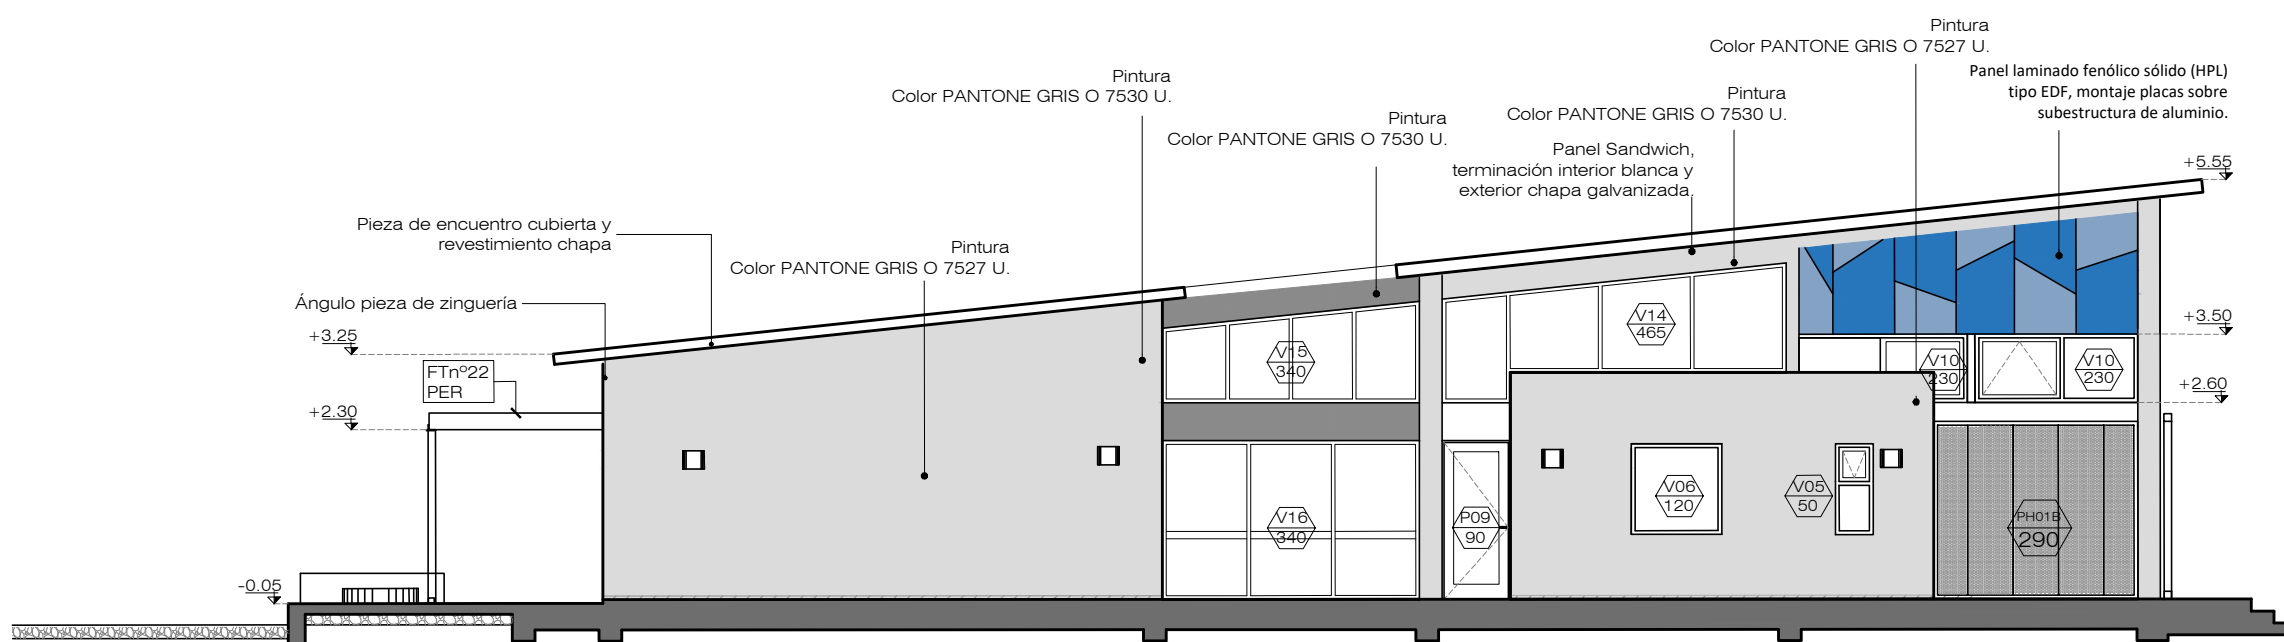 Pintura
Color PANTONE GRIS O 7527 U.
Panel laminado fenólico sólido (HPL)
tipo EDF, montaje placas sobre
subestructura de aluminio.
Pintura
Color PANTONE GRIS O 7530 U.
Pintura
Color PANTONE GRIS O 7530 U.
Pintura
Color PANTONE GRIS O 7530 U.
Panel Sandwich,
terminación interior blanca y
exterior chapa galvanizada.
+5.55
Pieza de encuentro cubierta y
revestimiento chapa
Pintura
Color PANTONE GRIS O 7527 U.
Ángulo pieza de zinguería
+3.25
+3.50
FTnº22
PER
+2.30
+2.60
V15
340
V14
465
V10
230
V10
230
V16
340
P09
90
V06
120
V05
50
PH01B
290
-0.05